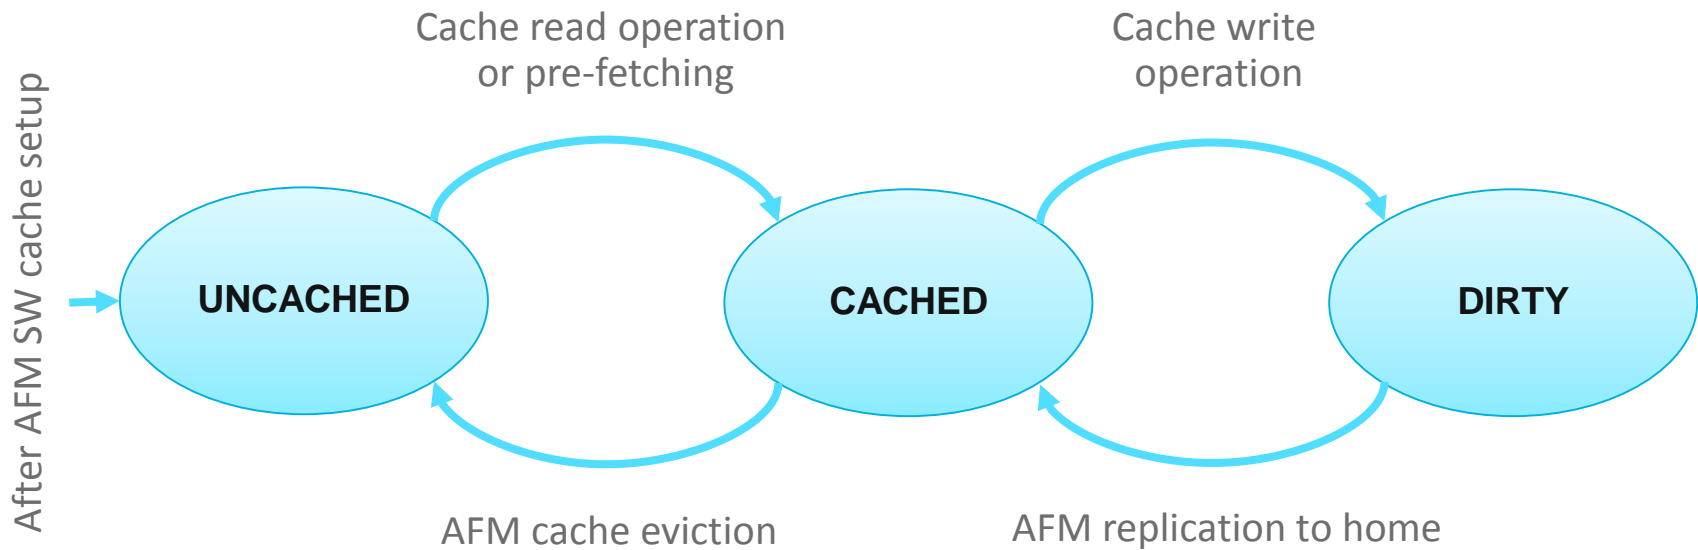 After AFM SW cache setup
Cache read operation
or pre-fetching
Cache write
operation
UNCACHED
CACHED
DIRTY
AFM cache eviction
AFM replication to home